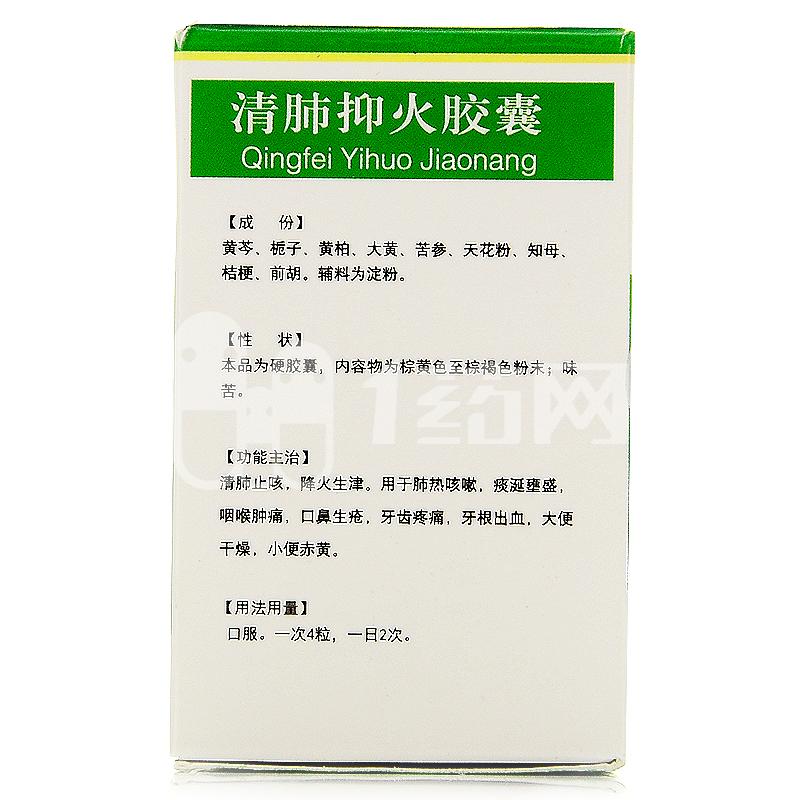 清肺抑火胶囊
Qingfei Yihuo Jiaonang
【成 份】
黄芩、栀子、黄柏、大黄、苦参、天花粉、知母、
桔梗、前胡。辅料为淀粉。
【性 状】
本品为硬胶囊，内容物为棕黄色至棕褐色粉末；味
苦。
1药网
【功能主治】
清肺止咳，降火生津。用于肺热咳嗽，痰涎壅盛，
咽喉肿痛，口鼻生疮，牙齿疼痛，牙根出血，大便
干燥，小便赤黄。
【用法用量】
口服。一次4粒，一日2次。